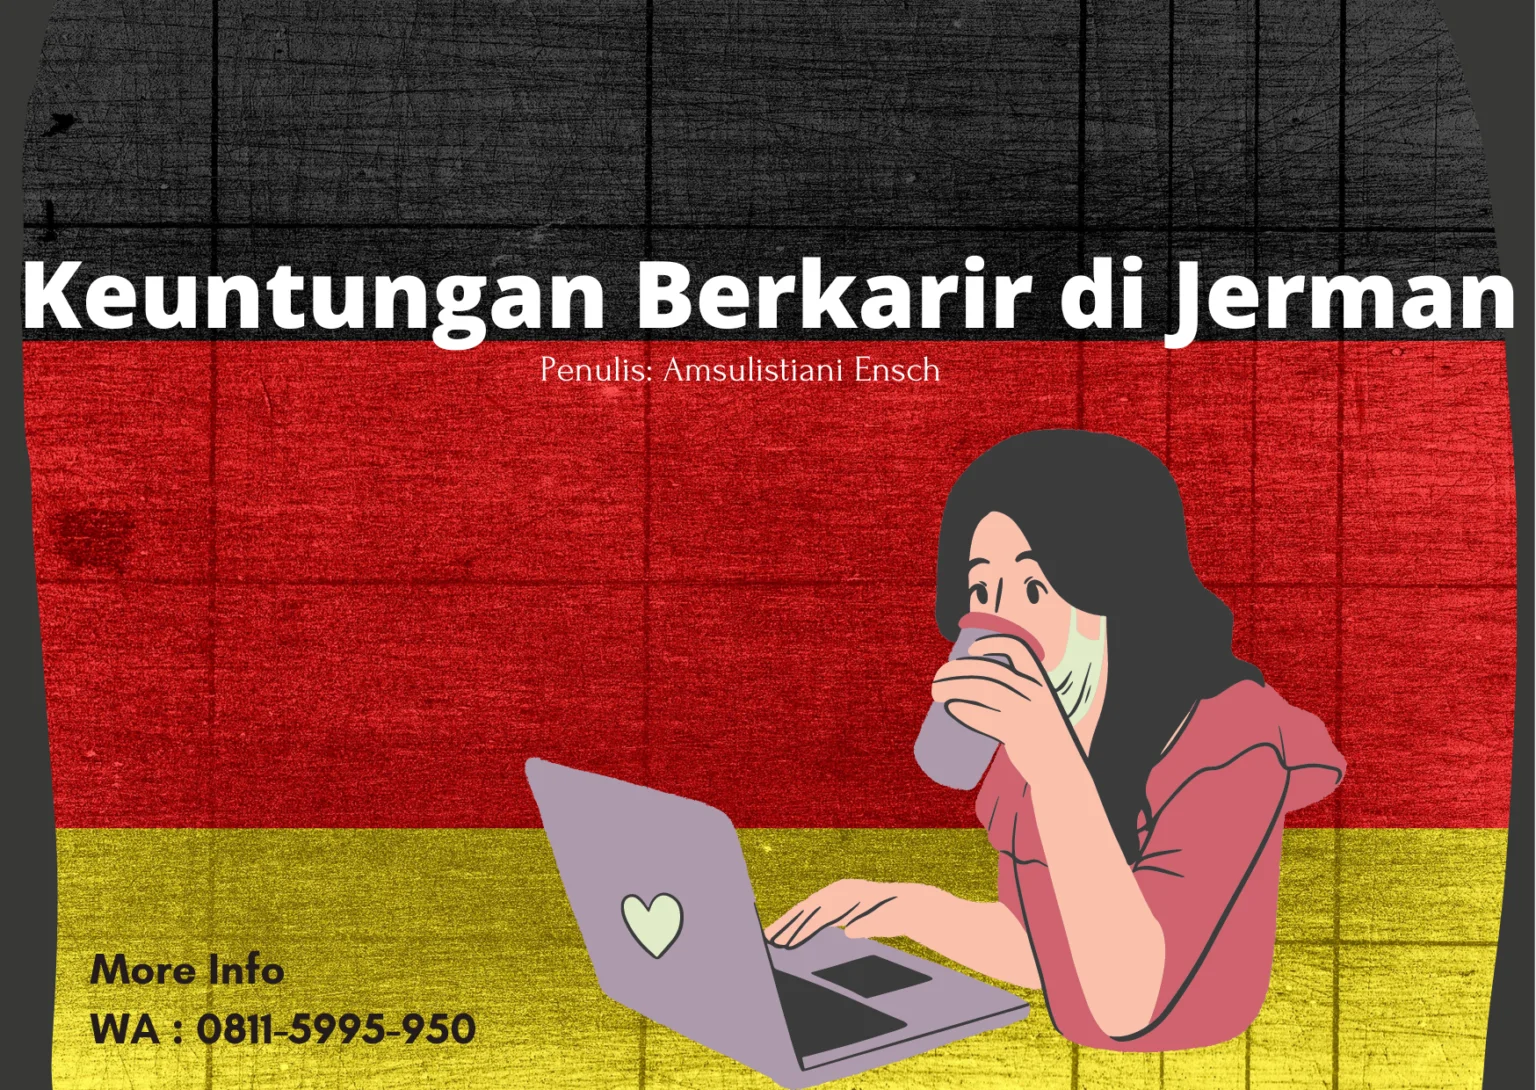 Keuntungan Berkarir di Jerman
Penulis: Amsulistiani Ensch
More Info
WA : 0811-5995-950